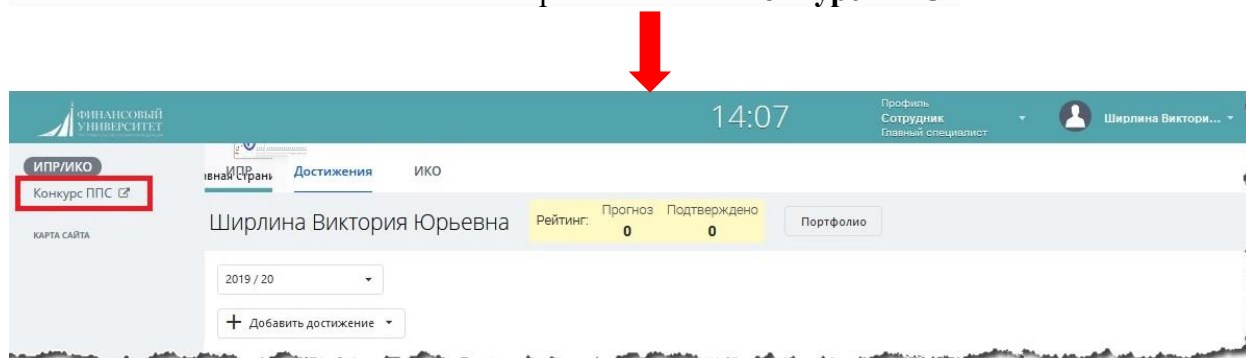 ФИНАНСОВЫЙ
УНИВЕРСИТЕТ
14:07
Профиль
Сотрудник
Главный специалист
Ширлина Виктори...
ИПР/ИКО
Конкурс ППС
КАРТА САЙТА
ИПР
Достижения
ИКО
Ширлина Виктория Юрьевна
Рейтинг:
Прогноз
0
Подтверждено
0
Портфолио
2019 / 20
+ Добавить достижение